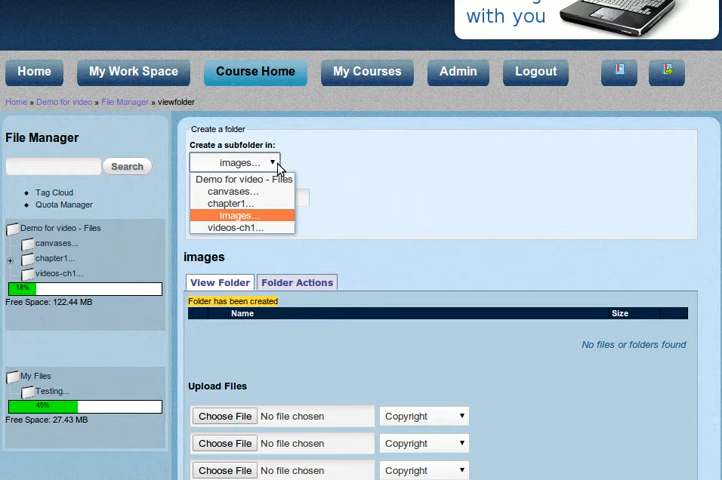 with you
Home
My Work Space
Course Home
My Courses
Admin
Logout
Home » Demo for video » File Manager » viewfolder
File Manager
Search
Tag Cloud
Quota Manager
Demo for video - Files
canvases...
chapter1...
videos-ch1...
18%
Free Space: 122.44 MB
My Files
Testing...
45%
Free Space: 27.43 MB
Create a folder
Create a subfolder in:
images...
Demo for video - Files
canvases...
chapter1...
images...
videos-ch1...
images
View Folder
Folder Actions
Folder has been created
Name
Size
No files or folders found
Upload Files
Choose File No file chosen
Copyright
Choose File No file chosen
Copyright
Choose File No file chosen
Copyright